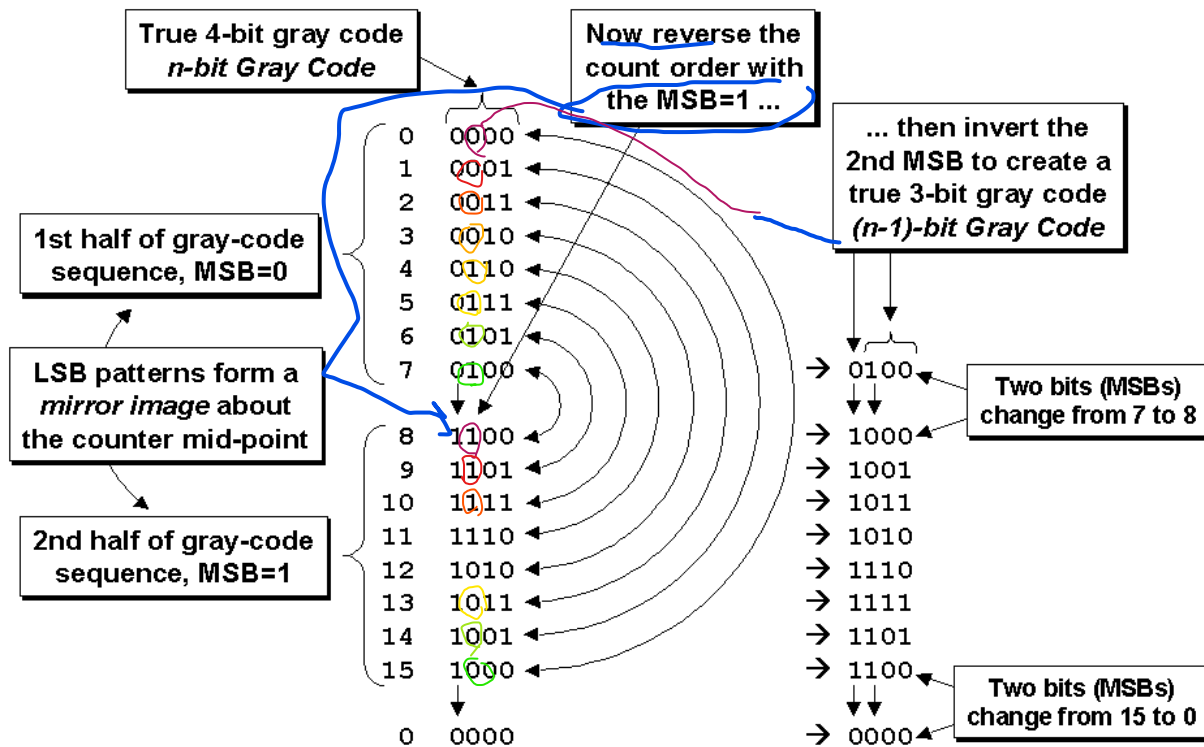 True 4-bit gray code
n-bit Gray Code
Now reverse the
count order with
the MSB=1 ...
... then invert the
2nd MSB to create a
true 3-bit gray code
(n-1)-bit Gray Code
1st half of gray-code
sequence, MSB=0
LSB patterns form a
mirror image about
the counter mid-point
2nd half of gray-code
sequence, MSB=1
0 0000
1 0001
2 0011
3 0010
4 0110
5 0111
6 0101
7 0100 → 0100
8 1100 → 1000
9 1101 → 1001
10 1111 → 1011
11 1110 → 1010
12 1010 → 1110
13 1011 → 1111
14 1001 → 1101
15 1000 → 1100
0 0000 → 0000
Two bits (MSBs)
change from 7 to 8
Two bits (MSBs)
change from 15 to 0